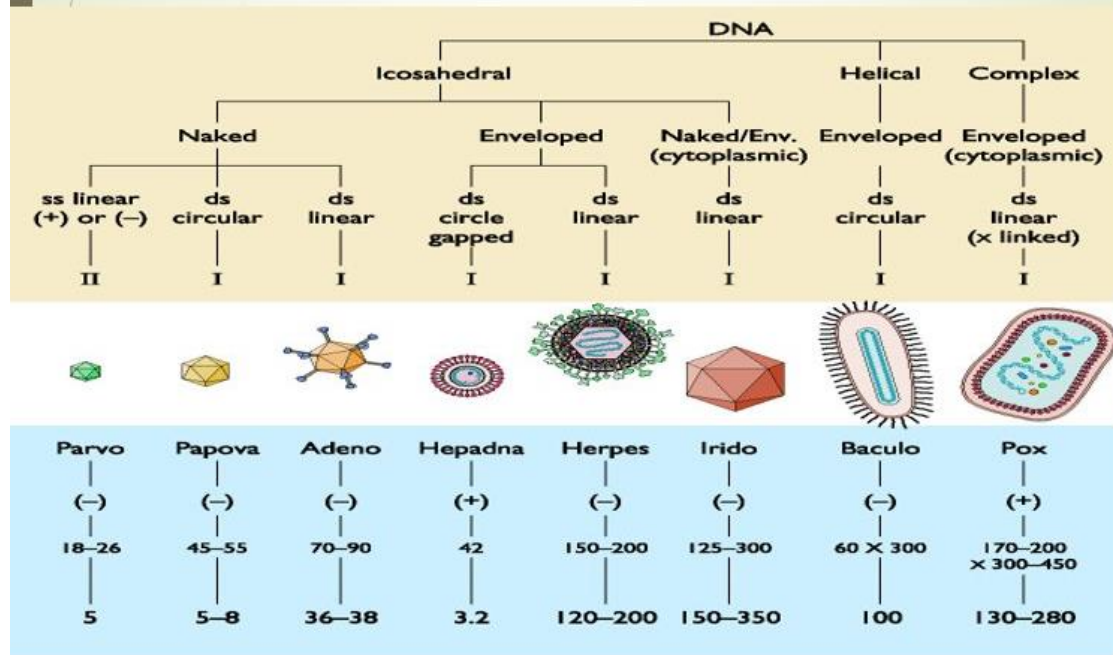 DNA
Icosahedral Helical Complex
Naked Enveloped Naked/Env. Enveloped Enveloped
(cytoplasmic) (cytoplasmic)
ss linear ds ds ds ds ds ds ds
(+) or (–) circular linear circle linear linear circular linear
gapped (x linked)
II I I I I I I I
Parvo Papova Adeno Hepadna Herpes Irido Baculo Pox
(–) (–) (–) (+) (–) (–) (–) (+)
18–26 45–55 70–90 42 150–200 125–300 60 X 300 170–200
X 300–450
5 5–8 36–38 3.2 120–200 150–350 100 130–280